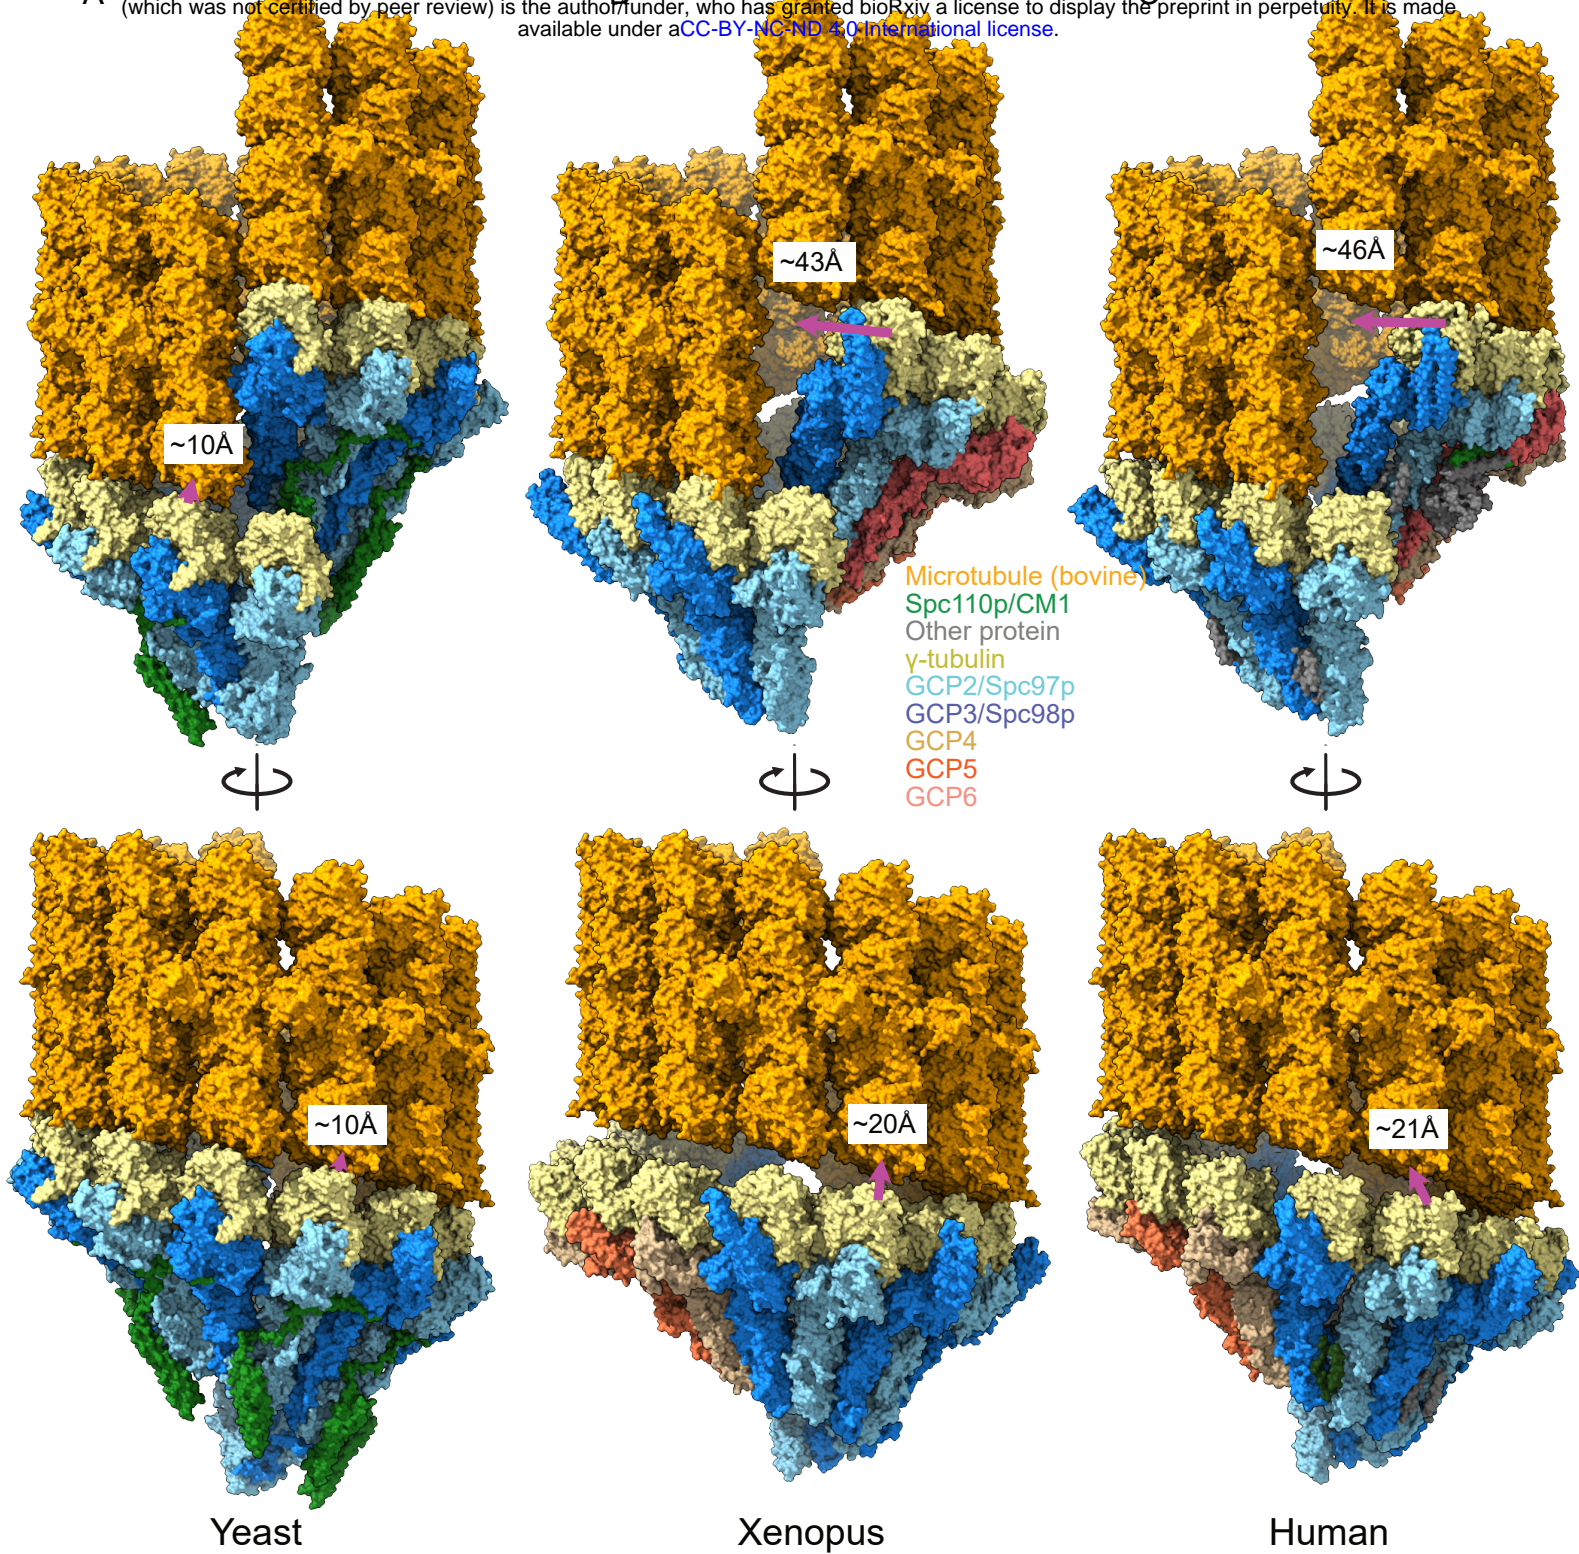 (which was not certified by peer review) is the author/funder, who has granted bioRxiv a license to display the preprint in perpetuity. It is made
available under aCC-BY-NC-ND 4.0 International license.
~43Å
~46Å
~10Å
Microtubule (bovine)
Spc110p/CM1
Other protein
γ-tubulin
GCP2/Spc97p
GCP3/Spc98p
GCP4
GCP5
GCP6
~10Å
~20Å
~21Å
Yeast
Xenopus
Human